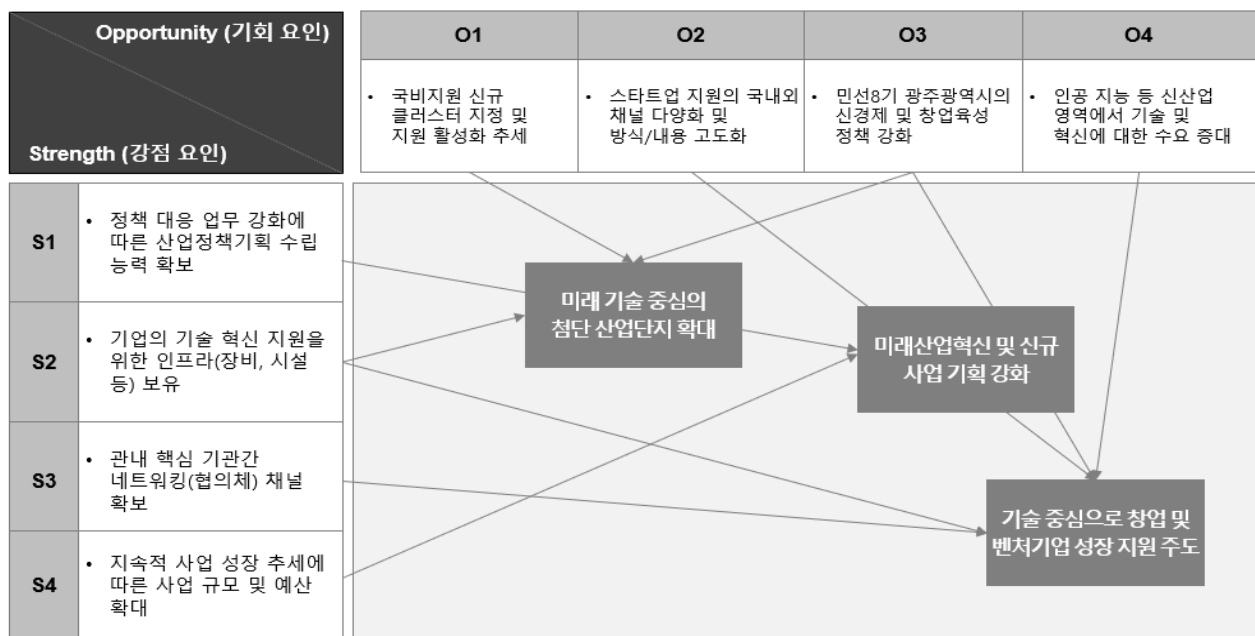 Opportunity (기회 요인)
Strength (강점 요인)
O1
O2
O3
O4
• 국비지원 신규
클러스터 지정 및
지원 활성화 추세
• 스타트업 지원의 국내외
채널 다양화 및
방식/내용 고도화
• 민선8기 광주광역시의
신경제 및 창업육성
정책 강화
• 인공 지능 등 신산업
영역에서 기술 및
혁신에 대한 수요 증대
S1
• 정책 대응 업무 강화에
따른 산업정책기획 수립
능력 확보
S2
• 기업의 기술 혁신 지원을
위한 인프라(장비, 시설
등) 보유
S3
• 관내 핵심 기관간
네트워킹(협의체) 채널
확보
S4
• 지속적 사업 성장 추세에
따른 사업 규모 및 예산
확대
미래 기술 중심의
첨단 산업단지 확대
미래산업혁신 및 신규
사업 기획 강화
기술 중심으로 창업 및
벤처기업 성장 지원 주도